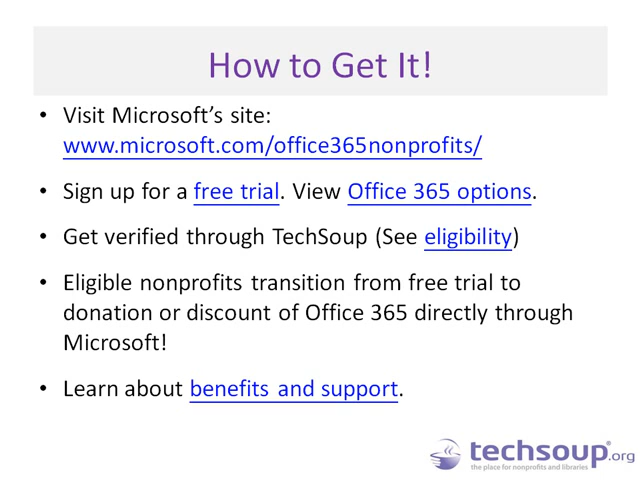 How to Get It!
• Visit Microsoft's site:
www.microsoft.com/office365nonprofits/
• Sign up for a free trial. View Office 365 options.
• Get verified through TechSoup (See eligibility)
• Eligible nonprofits transition from free trial to
donation or discount of Office 365 directly through
Microsoft!
• Learn about benefits and support.
techsoup®.org
the place for nonprofits and libraries